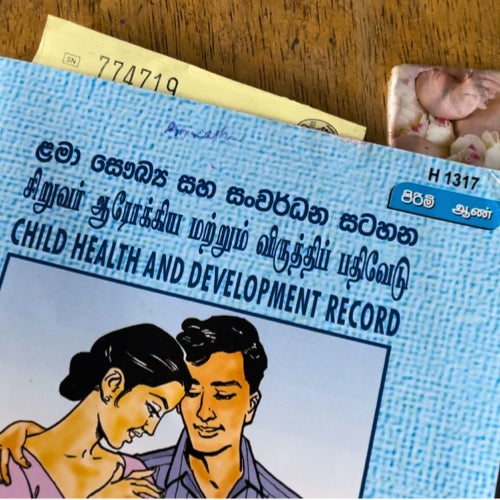 SN
774719
H 1317
පිරිමි ஆண்
ළමා සෞඛ්‍ය සහ සංවර්ධන සටහන
சிறுவர் ஆரோக்கிய மற்றும் விருத்திப் பதிவேடு
CHILD HEALTH AND DEVELOPMENT RECORD